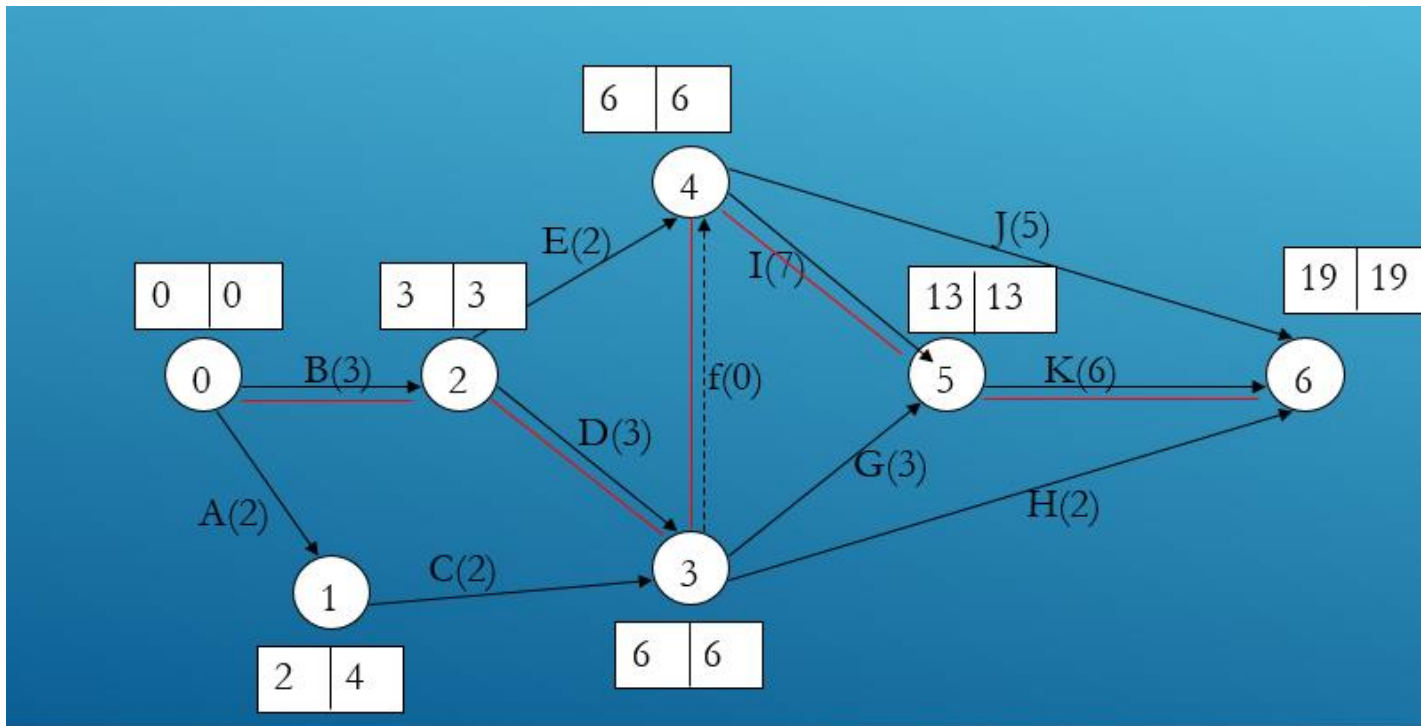 6 6
4
E(2)
J(5)
I(7)
0 0
3 3
13 13
19 19
0
B(3)
2
f(0)
5
K(6)
6
D(3)
G(3)
A(2)
H(2)
C(2)
3
1
2 4
6 6